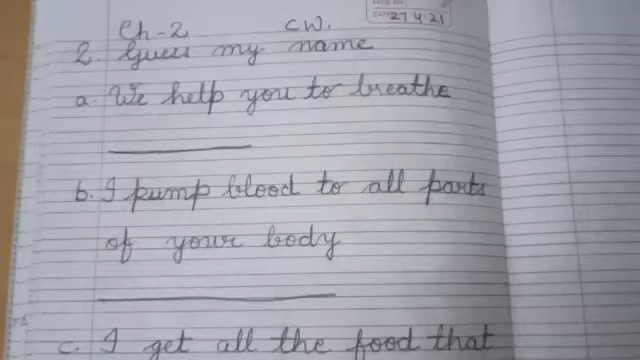 Ch-2 CW. 27.4.21
2. Guess my name
a. We help you to breathe
b. I pump blood to all parts
of your body
c. I get all the food that